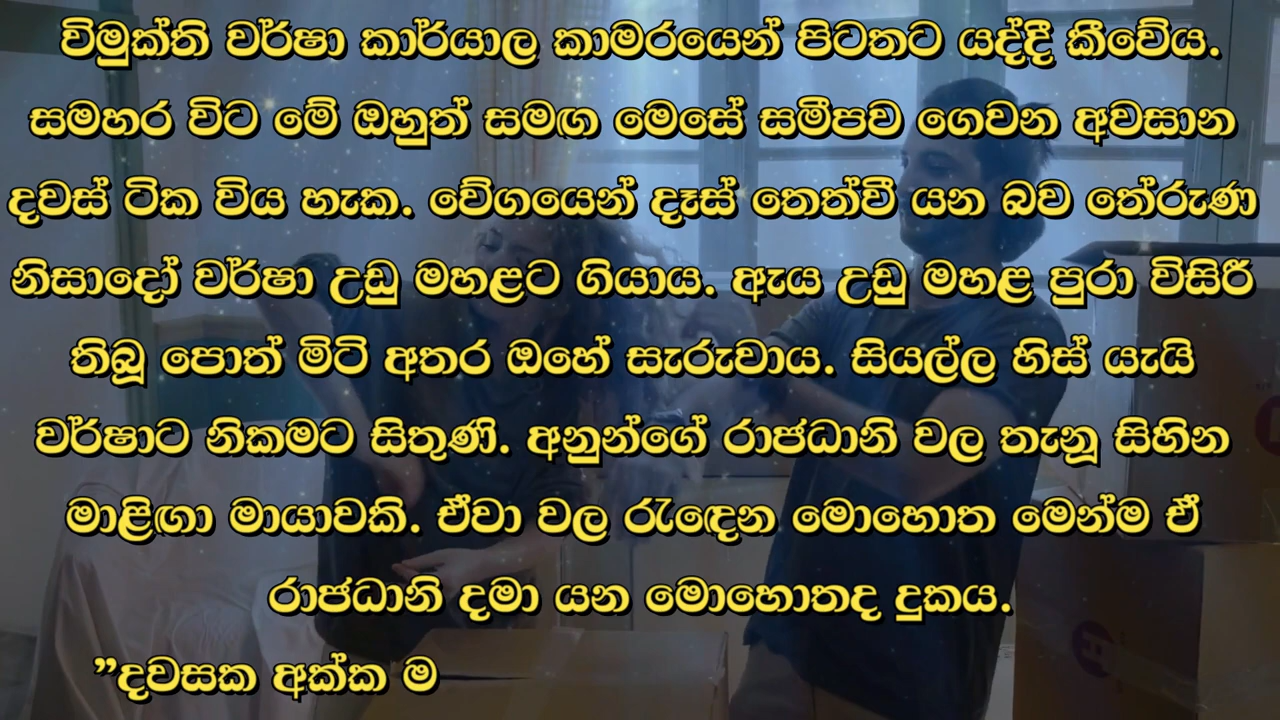 විමුක්ති වර්ෂා කාර්යාල කාමරයෙන් පිටතට යද්දී කීවේය.
සමහර විට මේ ඔහුත් සමඟ මෙසේ සමීපව ගෙවන අවසාන
දවස් ටික විය හැක. වේගයෙන් දෑස් තෙත්වී යන බව තේරුණ
නිසාදෝ වර්ෂා උඩු මහළට ගියාය. ඇය උඩු මහළ පුරා විසිරී
තිබූ පොත් මිටි අතර ඔහේ සැරුවාය. සියල්ල හිස් යැයි
වර්ෂාට නිකමට සිතුණි. අනුන්ගේ රාජධානි වල තැනූ සිහින
මාළිඟා මායාවකි. ඒවා වල රැඳෙන මොහොත මෙන්ම ඒ
රාජධානි දමා යන මොහොතද දුකය.
”දවසක අක්ක ම